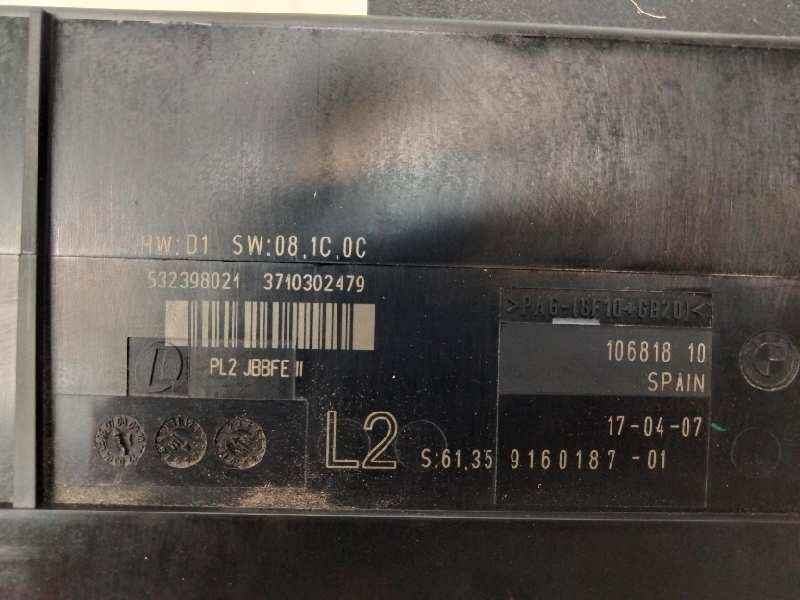 HW:D1 SW:08.1C.0C
532398021 3710302479
>PA6-(GF10+GB20)<
PL2 JBBFE II
106818 10
SPAIN
17-04-07
L2
S:61.35 9160187-01